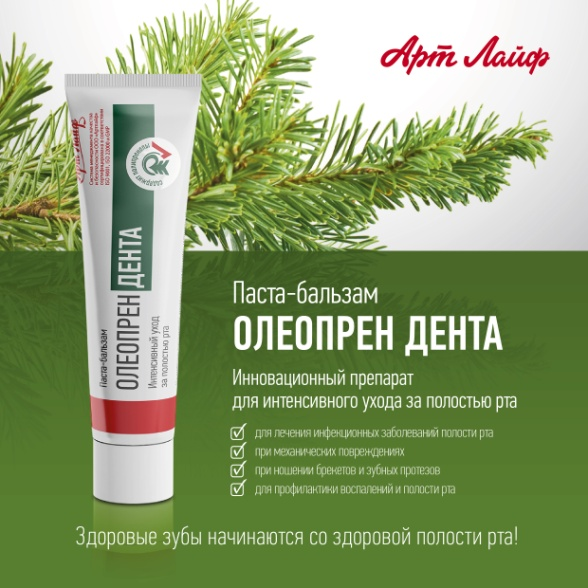 Арт Лайф
Арт Лайф
содержит полипренолы
Паста-бальзам
ОЛЕОПРЕН ДЕНТА
Интенсивный уход
за полостью рта
Паста-бальзам
ОЛЕОПРЕН ДЕНТА
Инновационный препарат
для интенсивного ухода за полостью рта
для лечения инфекционных заболеваний полости рта
при механических повреждениях
при ношении брекетов и зубных протезов
для профилактики воспалений и полости рта
Здоровые зубы начинаются со здоровой полости рта!